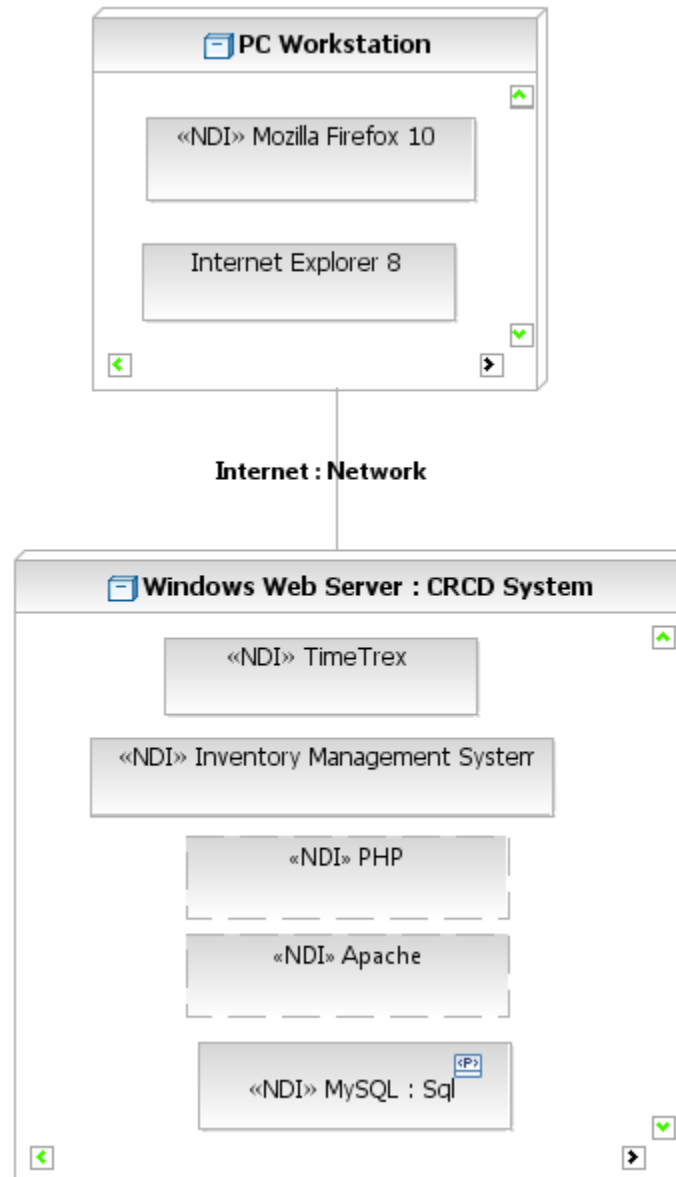 PC Workstation
«NDI» Mozilla Firefox 10
Internet Explorer 8
Internet : Network
Windows Web Server : CRCD System
«NDI» TimeTrex
«NDI» Inventory Management System
«NDI» PHP
«NDI» Apache
«P»
«NDI» MySQL : Sql